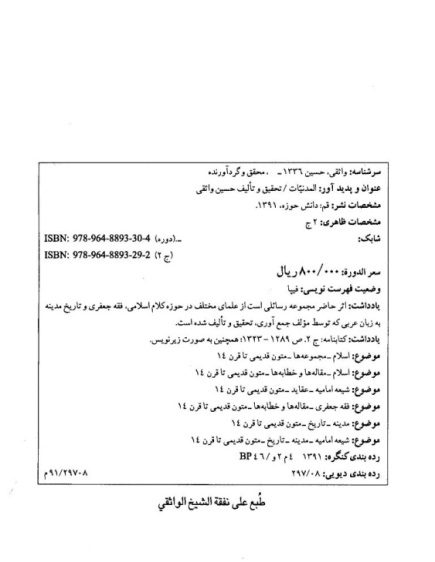 سرشناسه: واثقی، حسین ۱۳۳۶ـ ، محقق و گردآورنده
عنوان و پدید آور: المدنیّات / تحقیق و تألیف حسین واثقی
مشخصات نشر: قم: دانش حوزه، ۱۳۹۱.
مشخصات ظاهری: ۲ ج
شابک: ـ..(دوره) ISBN: 978-964-8893-30-4
(ج ۲) ISBN: 978-964-8893-29-2
سعر الدورة: ۸۰۰/۰۰۰ ریال
وضعیت فهرست نویسی: فیپا
یادداشت: اثر حاضر مجموعه رسائلی است از علمای مختلف در حوزه کلام اسلامی، فقه جعفری و تاریخ مدینه
به زبان عربی که توسط مؤلف جمع آوری، تحقیق و تألیف شده است.
یادداشت: کتابنامه: ج ۲. ص ۱۲۸۹ - ۱۳۲۳؛ همچنین به صورت زیرنویس.
موضوع: اسلام ـ مجموعه‌ها ـ متون قدیمی تا قرن ۱۴
موضوع: اسلام ـ مقاله‌ها و خطابه‌ها ـ متون قدیمی تا قرن ۱۴
موضوع: شیعه امامیه ـ عقاید ـ متون قدیمی تا قرن ۱۴
موضوع: فقه جعفری ـ مقاله‌ها و خطابه‌ها ـ متون قدیمی تا قرن ۱۴
موضوع: مدینه ـ تاریخ ـ متون قدیمی تا قرن ۱۴
موضوع: شیعه امامیه ـ مدینه ـ تاریخ ـ متون قدیمی تا قرن ۱۴
رده بندی کنگره: ۱۳۹۱ ۴م۲و/۴۶ BP
رده بندی دیویی: ۲۹۷/۰۸ ۹۱/۲۹۷۰۸م
طُبع على نفقة الشيخ الواثقي